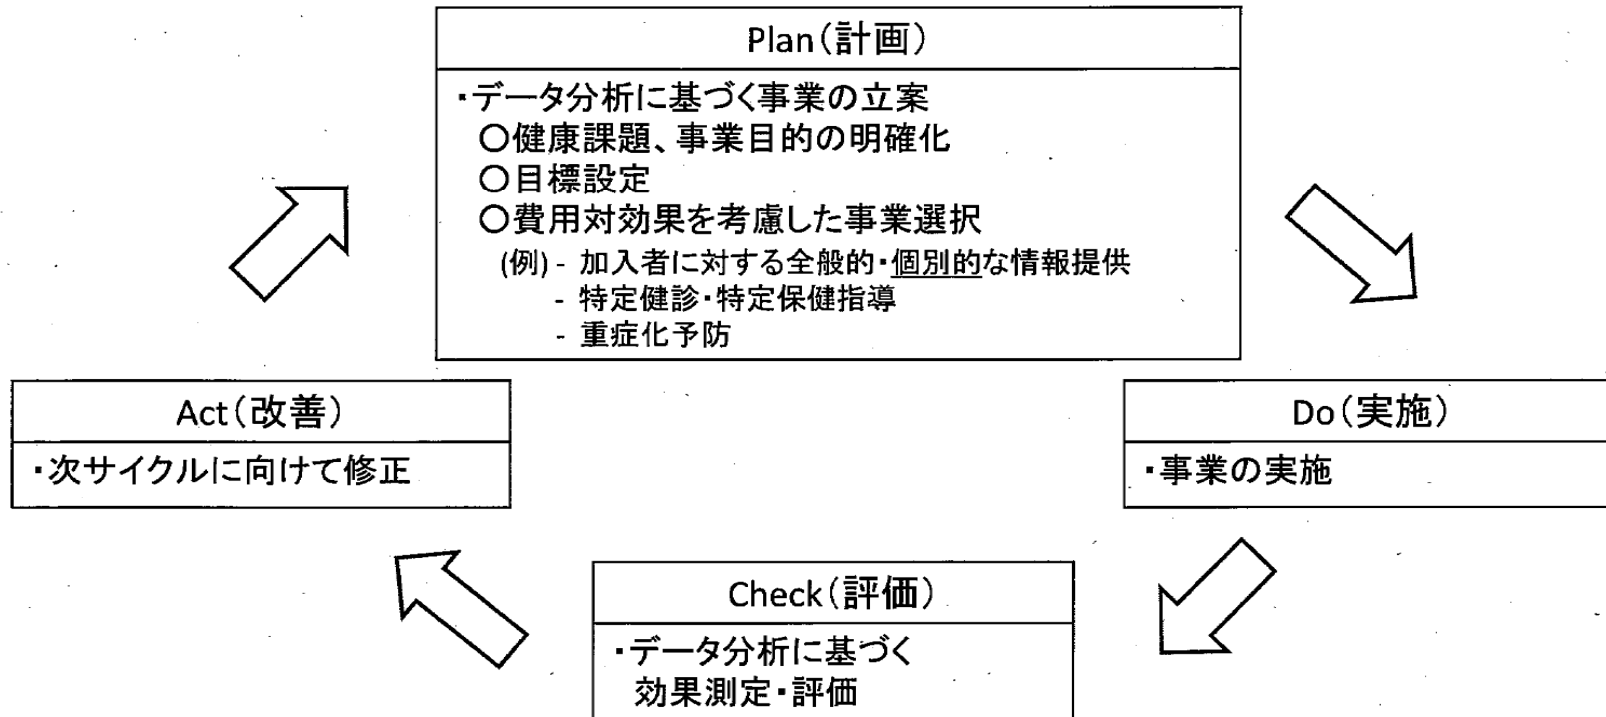 Plan(計画)
・データ分析に基づく事業の立案
○健康課題、事業目的の明確化
○目標設定
○費用対効果を考慮した事業選択
(例) - 加入者に対する全般的・個別的な情報提供
- 特定健診・特定保健指導
- 重症化予防
Act(改善)
・次サイクルに向けて修正
Do(実施)
・事業の実施
Check(評価)
・データ分析に基づく
効果測定・評価